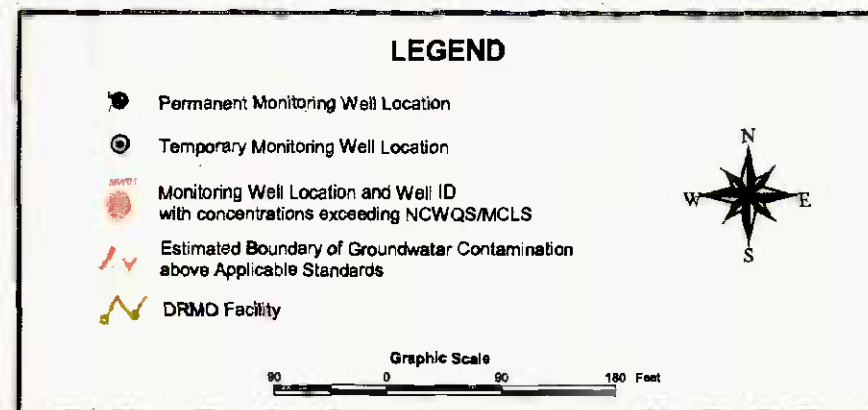 LEGEND
Permanent Monitoring Well Location
Temporary Monitoring Well Location
Monitoring Well Location and Well ID
with concentrations exceeding NCWQS/MCLS
Estimated Boundary of Groundwatar Contamination
above Applicable Standards
DRMO Facility
N
W E
S
Graphic Scale
90 0 90 180 Feet